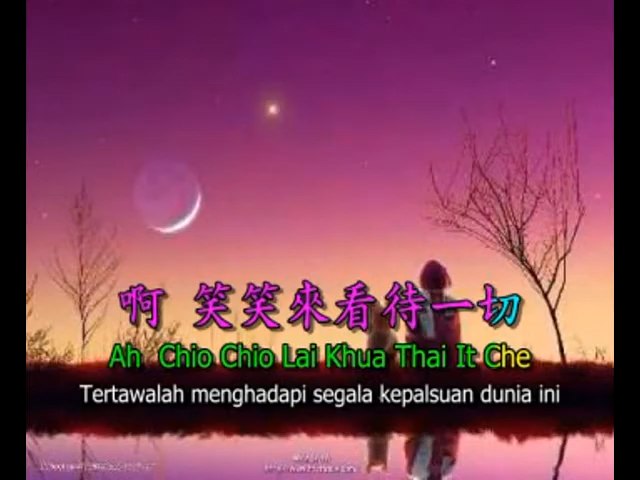 啊 笑笑來看待一切
Ah Chio Chio Lai Khua Thai It Che
Tertawalah menghadapi segala kepalsuan dunia ini